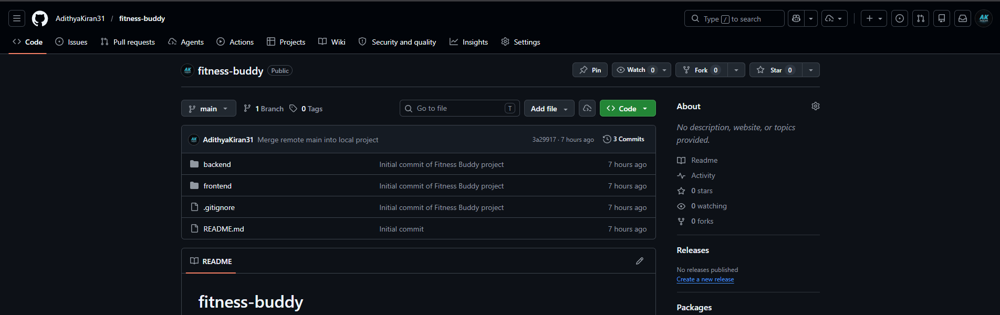 AdithyaKiran31 / fitness-buddy
Type / to search
Code Issues Pull requests Agents Actions Projects Wiki Security and quality Insights Settings
AK fitness-buddy Public
Pin Watch 0 Fork 0 Star 0
main 1 Branch 0 Tags
Go to file T Add file Code
AdithyaKiran31 Merge remote main into local project 3a29917 · 7 hours ago 3 Commits
backend Initial commit of Fitness Buddy project 7 hours ago
frontend Initial commit of Fitness Buddy project 7 hours ago
.gitignore Initial commit of Fitness Buddy project 7 hours ago
README.md Initial commit 7 hours ago
README
fitness-buddy
About
No description, website, or topics
provided.
Readme
Activity
0 stars
0 watching
0 forks
Releases
No releases published
Create a new release
Packages